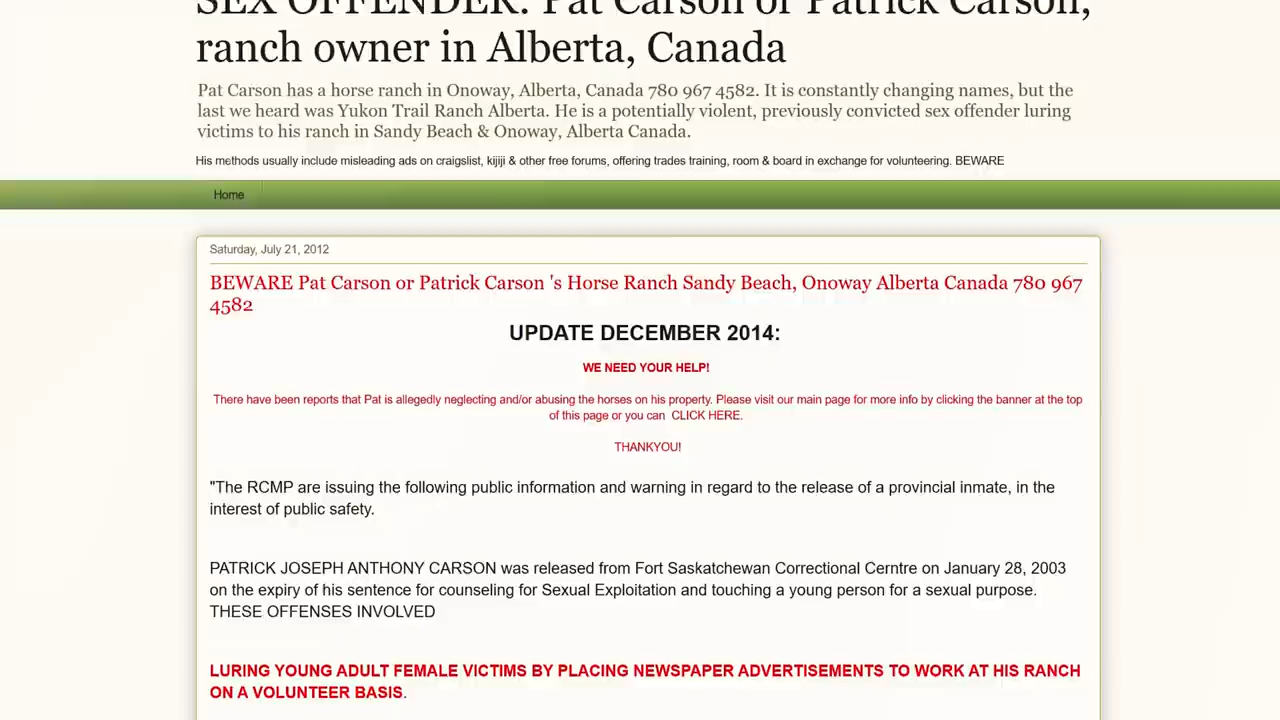 SEX OFFENDER: Pat Carson or Patrick Carson,
ranch owner in Alberta, Canada
Pat Carson has a horse ranch in Onoway, Alberta, Canada 780 967 4582. It is constantly changing names, but the
last we heard was Yukon Trail Ranch Alberta. He is a potentially violent, previously convicted sex offender luring
victims to his ranch in Sandy Beach & Onoway, Alberta Canada.
His methods usually include misleading ads on craigslist, kijiji & other free forums, offering trades training, room & board in exchange for volunteering. BEWARE
Home
Saturday, July 21, 2012
BEWARE Pat Carson or Patrick Carson 's Horse Ranch Sandy Beach, Onoway Alberta Canada 780 967
4582
UPDATE DECEMBER 2014:
WE NEED YOUR HELP!
There have been reports that Pat is allegedly neglecting and/or abusing the horses on his property. Please visit our main page for more info by clicking the banner at the top
of this page or you can CLICK HERE.
THANKYOU!
"The RCMP are issuing the following public information and warning in regard to the release of a provincial inmate, in the
interest of public safety.
PATRICK JOSEPH ANTHONY CARSON was released from Fort Saskatchewan Correctional Cerntre on January 28, 2003
on the expiry of his sentence for counseling for Sexual Exploitation and touching a young person for a sexual purpose.
THESE OFFENSES INVOLVED
LURING YOUNG ADULT FEMALE VICTIMS BY PLACING NEWSPAPER ADVERTISEMENTS TO WORK AT HIS RANCH
ON A VOLUNTEER BASIS.